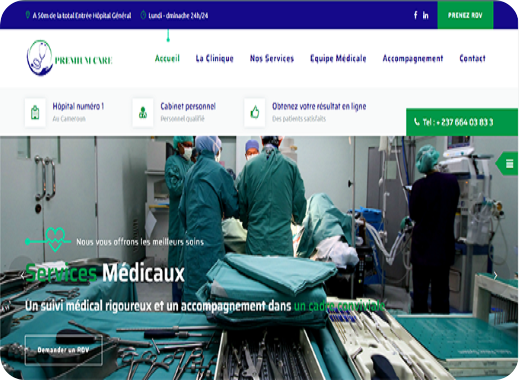 A 50m de la total Entrée Hôpital Général
Lundi - dminache 24h/24
PRENEZ RDV
PREMIUM CARE
Accueil La Clinique Nos Services Equipe Médicale Accompagnement Contact
Hôpital numéro 1
Au Cameroun
Cabinet personnel
Personnel qualifié
Obtenez votre résultat en ligne
Des patients satisfaits
Tel : + 237 664 03 83 3
Nous vous offrons les meilleurs soins
Services Médicaux
Un suivi médical rigoureux et un accompagnement dans un cadre convivial
Demander un RDV